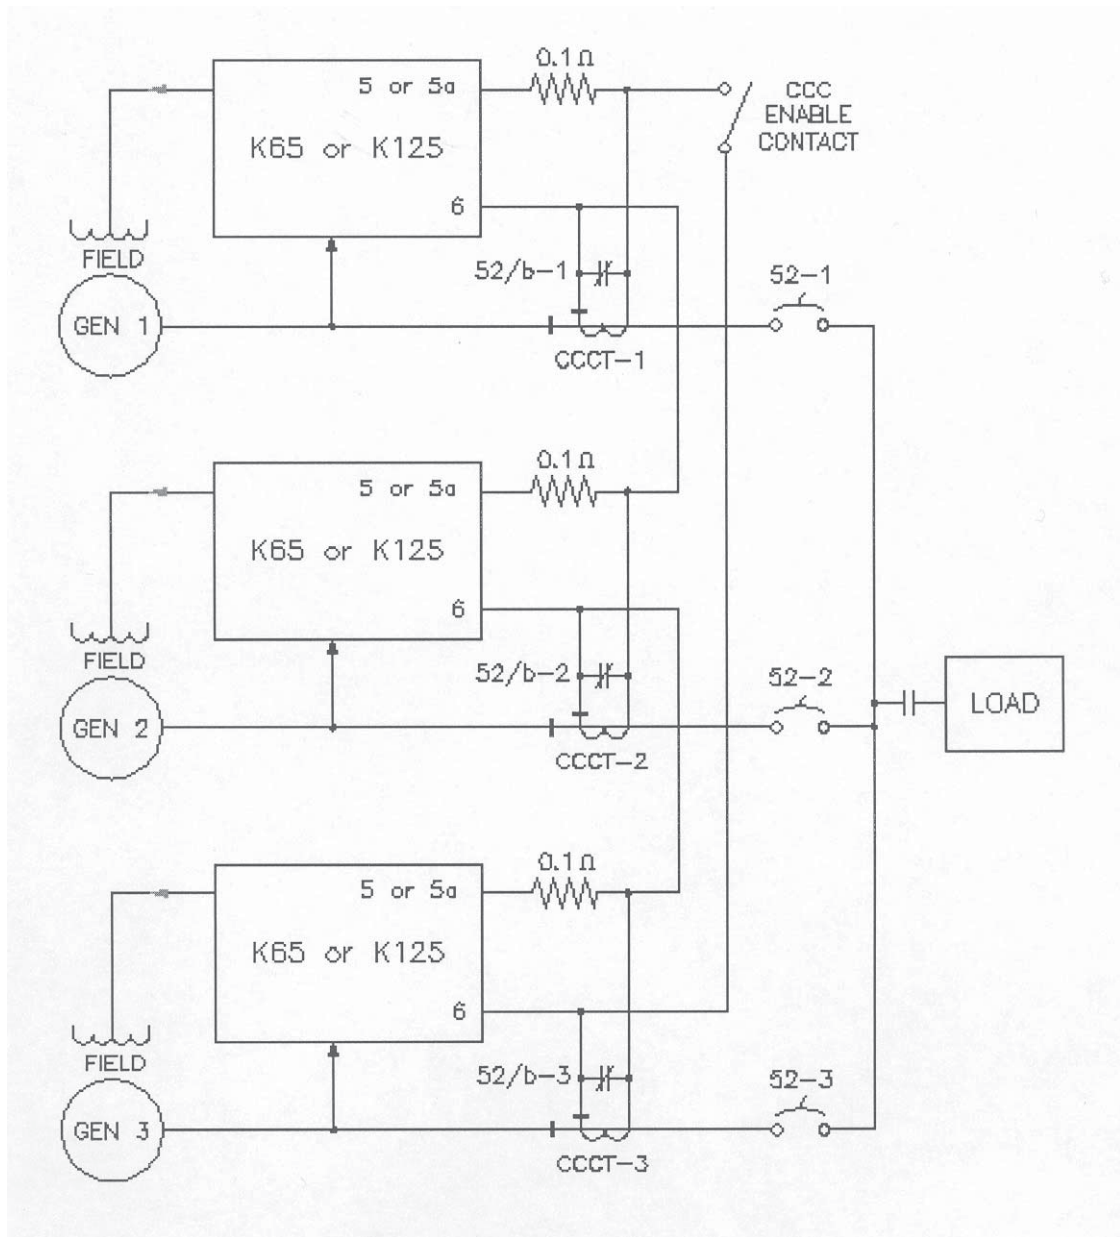 0.1Ω
5 or 5a
CCC
ENABLE
CONTACT
K65 or K125
6
FIELD
52/b-1
52-1
GEN 1
CCCT-1
0.1Ω
5 or 5a
K65 or K125
6
FIELD
52/b-2
52-2
GEN 2
LOAD
CCCT-2
0.1Ω
5 or 5a
K65 or K125
6
FIELD
52/b-3
52-3
GEN 3
CCCT-3